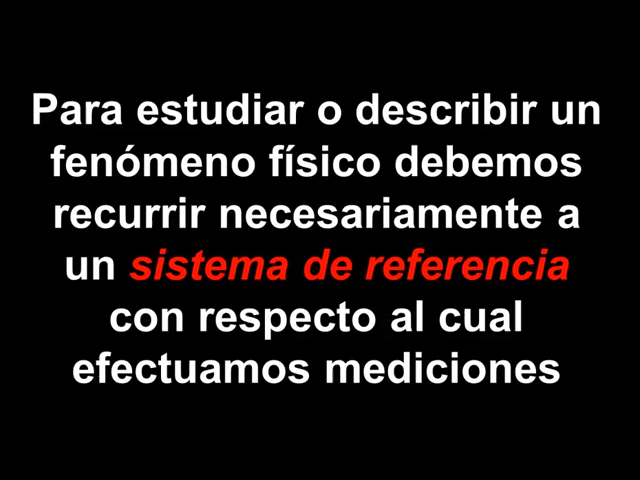 Para estudiar o describir un
fenómeno físico debemos
recurrir necesariamente a
un sistema de referencia
con respecto al cual
efectuamos mediciones